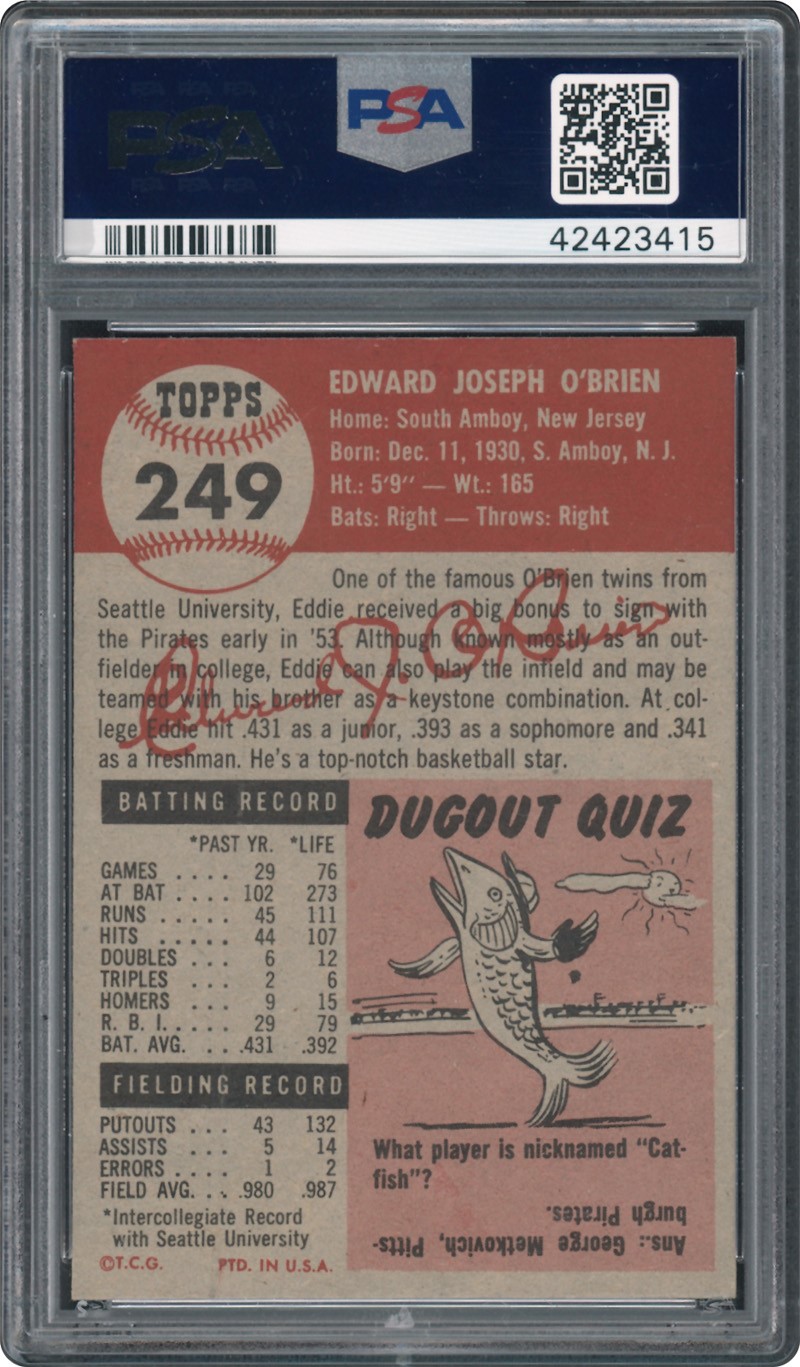 PSA
PSA
42423415
TOPPS
249
EDWARD JOSEPH O'BRIEN
Home: South Amboy, New Jersey
Born: Dec. 11, 1930, S. Amboy, N. J.
Ht.: 5'9" — Wt.: 165
Bats: Right — Throws: Right
One of the famous O'Brien twins from
Seattle University, Eddie received a big bonus to sign with
the Pirates early in '53. Although known mostly as an out-
fielder in college, Eddie can also play the infield and may be
teamed with his brother as a keystone combination. At col-
lege Eddie hit .431 as a junior, .393 as a sophomore and .341
as a freshman. He's a top-notch basketball star.
Edward J. O'Brien
BATTING RECORD
*PAST YR. *LIFE
GAMES .... 29 76
AT BAT .... 102 273
RUNS ..... 45 111
HITS ..... 44 107
DOUBLES ... 6 12
TRIPLES ... 2 6
HOMERS ... 9 15
R. B. I. .... 29 79
BAT. AVG. ... .431 .392
FIELDING RECORD
PUTOUTS ... 43 132
ASSISTS ... 5 14
ERRORS .... 1 2
FIELD AVG. .. .980 .987
*Intercollegiate Record
with Seattle University
©T.C.G. PTD. IN U.S.A.
DUGOUT QUIZ
What player is nicknamed "Cat-
fish"?
Ans.: George Metkovich, Pitts-
burgh Pirates.